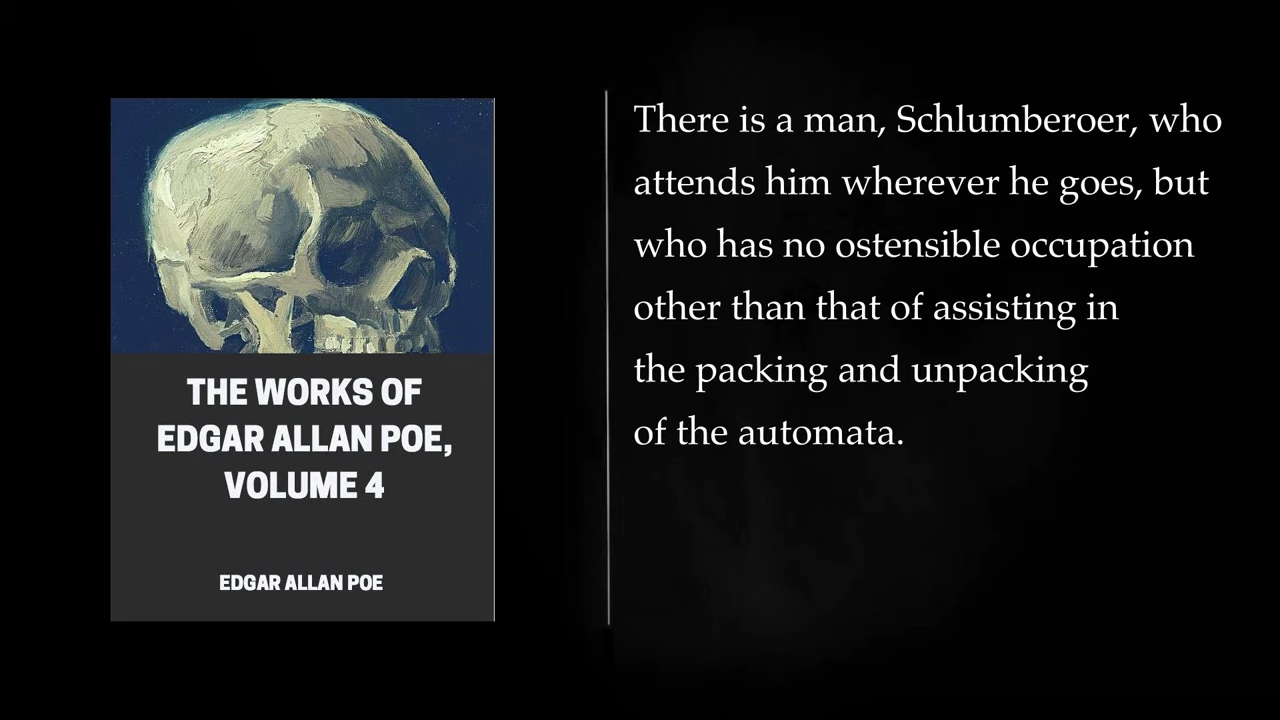 THE WORKS OF
EDGAR ALLAN POE,
VOLUME 4
EDGAR ALLAN POE
There is a man, Schlumberoer, who
attends him wherever he goes, but
who has no ostensible occupation
other than that of assisting in
the packing and unpacking
of the automata.